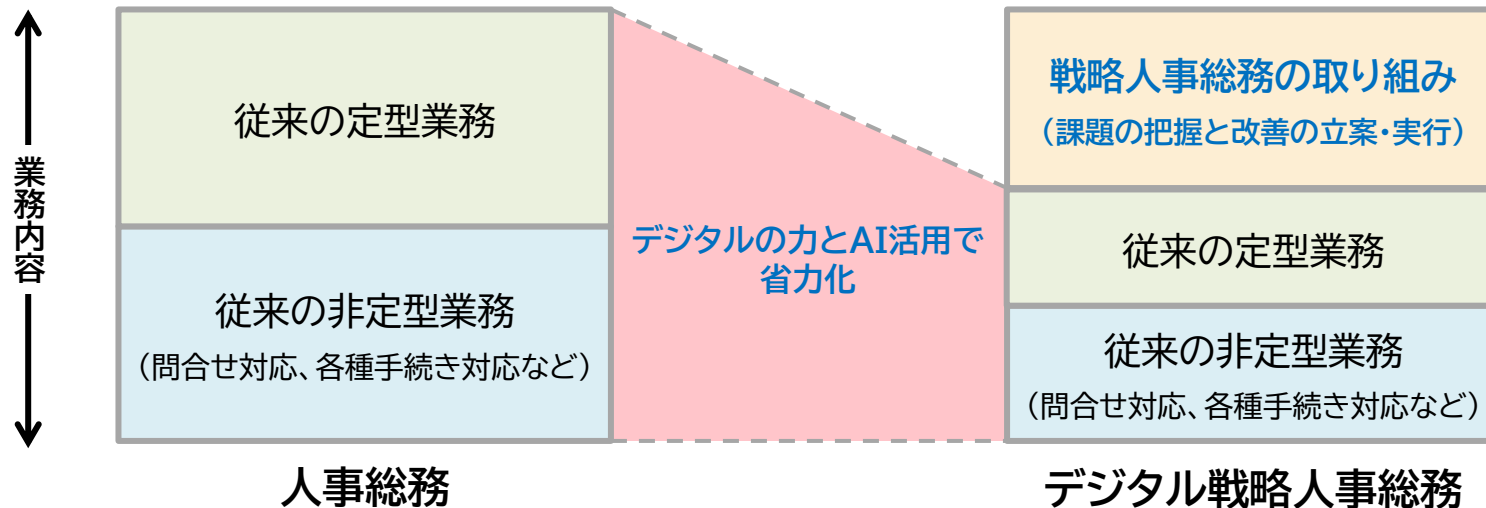 業務内容
従来の定型業務
従来の非定型業務
（問合せ対応、各種手続き対応など）
人事総務
デジタルの力とAI活用で
省力化
戦略人事総務の取り組み
（課題の把握と改善の立案・実行）
従来の定型業務
従来の非定型業務
（問合せ対応、各種手続き対応など）
デジタル戦略人事総務